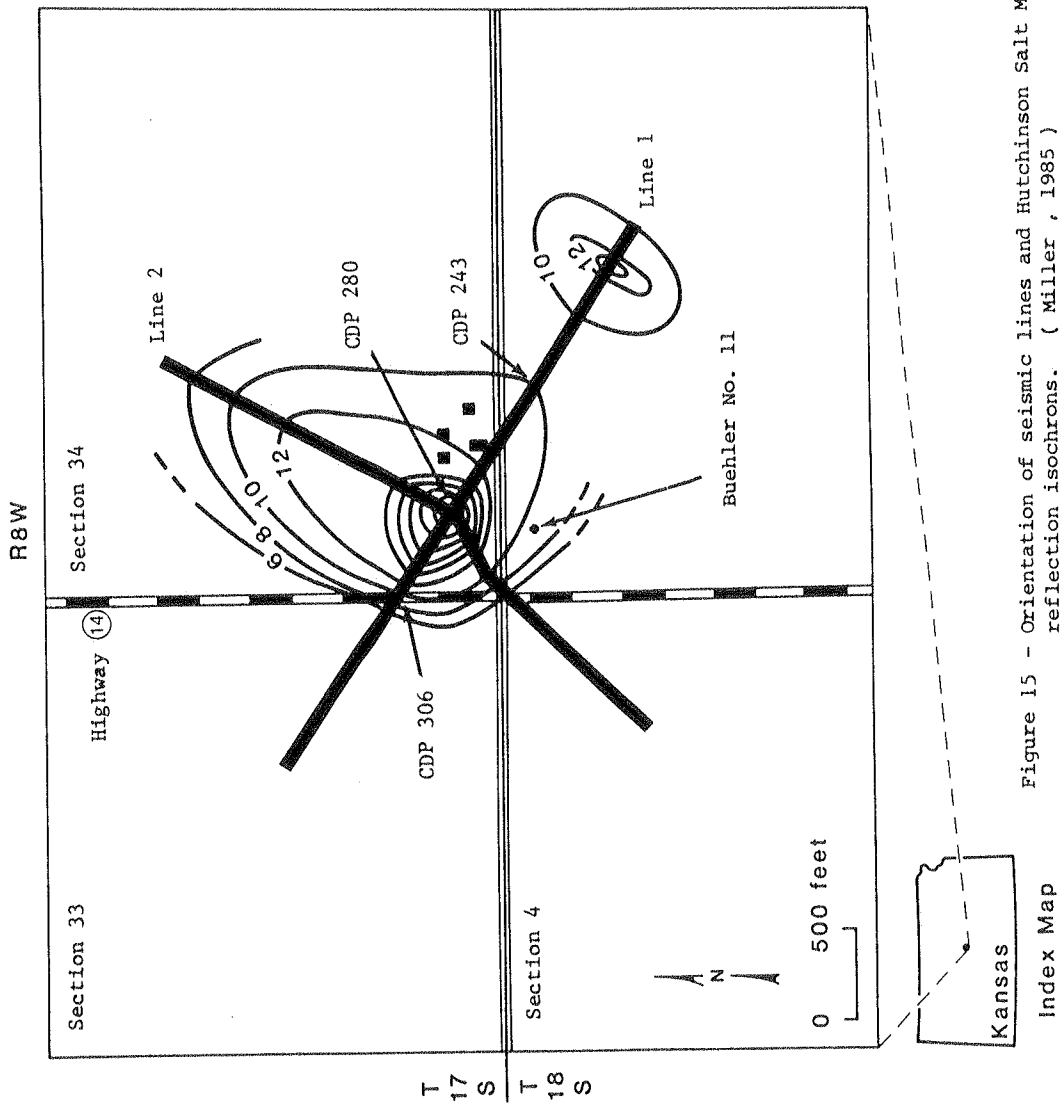 R8W
Section 33
Highway 14
Section 34
Line 2
CDP 280
CDP 243
CDP 306
6
8
10
12
T
17
S
T
18
S
Section 4
Line 1
10
12
Buehler No. 11
N
0 500 feet
Kansas
Index Map
Figure 15 - Orientation of seismic lines and Hutchinson Salt M
reflection isochrons. ( Miller , 1985 )